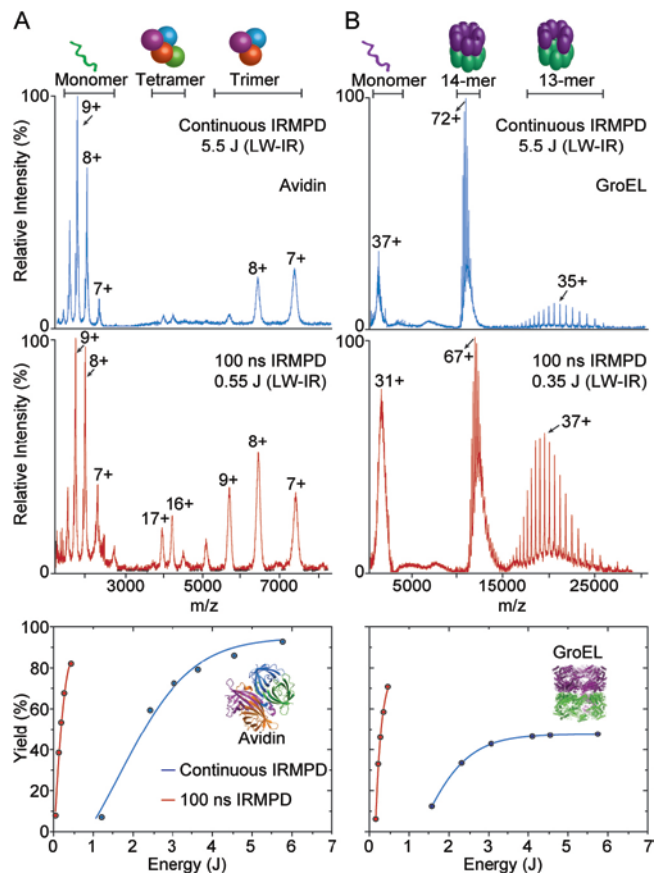 A
Monomer
Tetramer
Trimer
100
9+
8+
7+
Continuous IRMPD
5.5 J (LW-IR)
Avidin
8+
7+
Relative Intensity (%)
0
100
9+
8+
7+
17+
16+
100 ns IRMPD
0.55 J (LW-IR)
9+
8+
7+
Relative Intensity (%)
0
3000
5000
7000
m/z
B
Monomer
14-mer
13-mer
100
72+
Continuous IRMPD
5.5 J (LW-IR)
GroEL
37+
35+
0
100
67+
100 ns IRMPD
0.35 J (LW-IR)
31+
37+
0
5000
15000
25000
m/z
100
90
80
60
40
20
0
Yield (%)
Avidin
Continuous IRMPD
100 ns IRMPD
0
1
2
3
4
5
6
7
Energy (J)
GroEL
0
1
2
3
4
5
6
7
Energy (J)